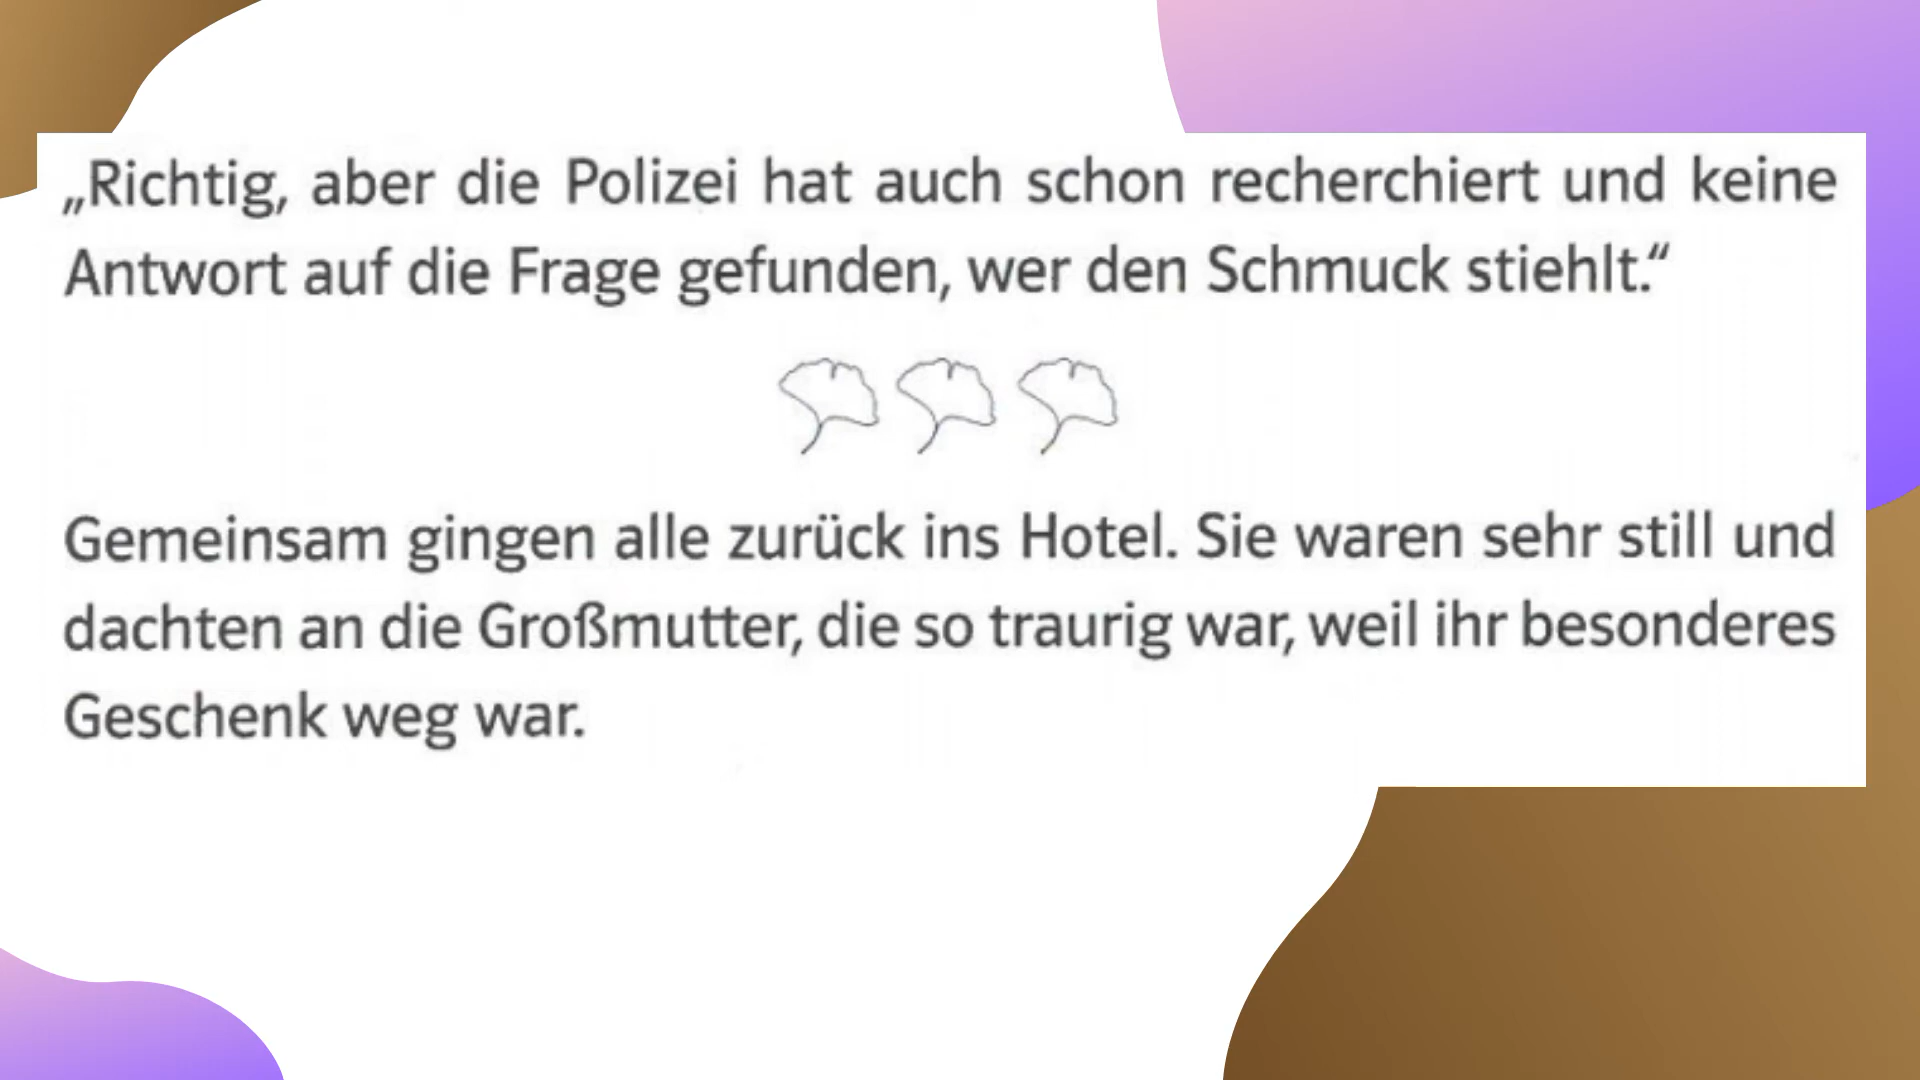 „Richtig, aber die Polizei hat auch schon recherchiert und keine
Antwort auf die Frage gefunden, wer den Schmuck stiehlt.“
Gemeinsam gingen alle zurück ins Hotel. Sie waren sehr still und
dachten an die Großmutter, die so traurig war, weil ihr besonderes
Geschenk weg war.